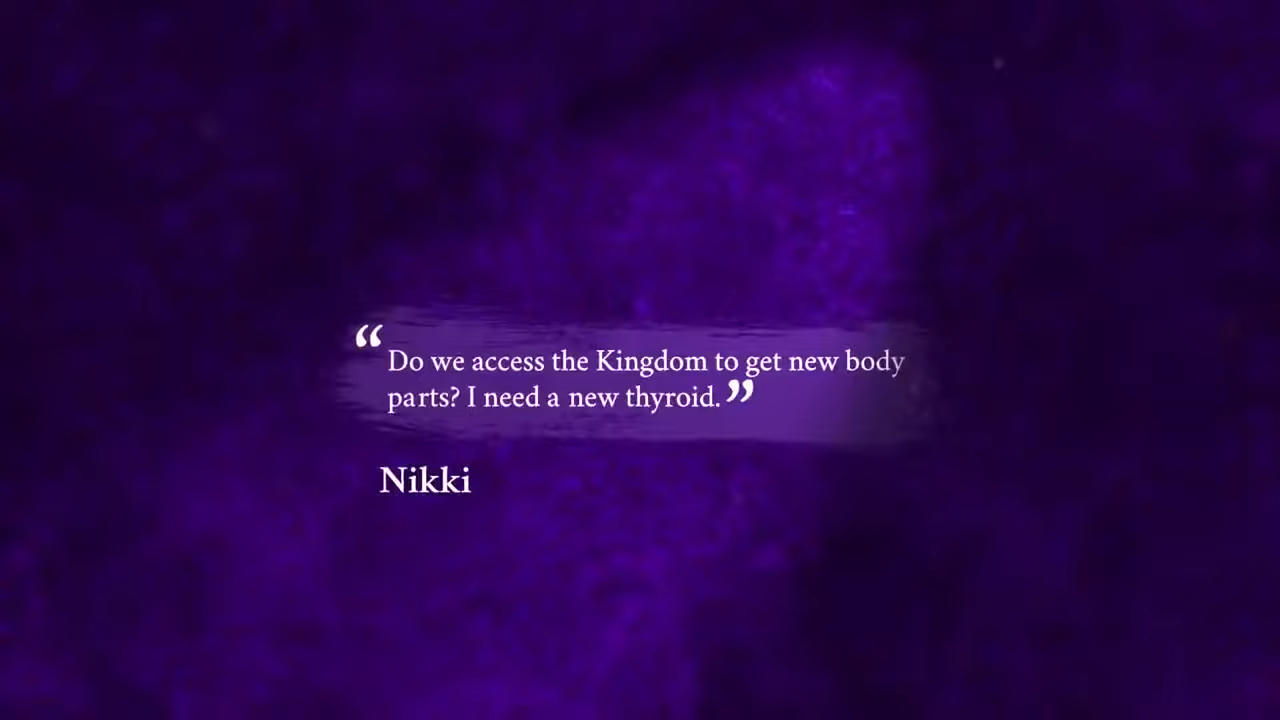 “Do we access the Kingdom to get new body
parts? I need a new thyroid.”
Nikki